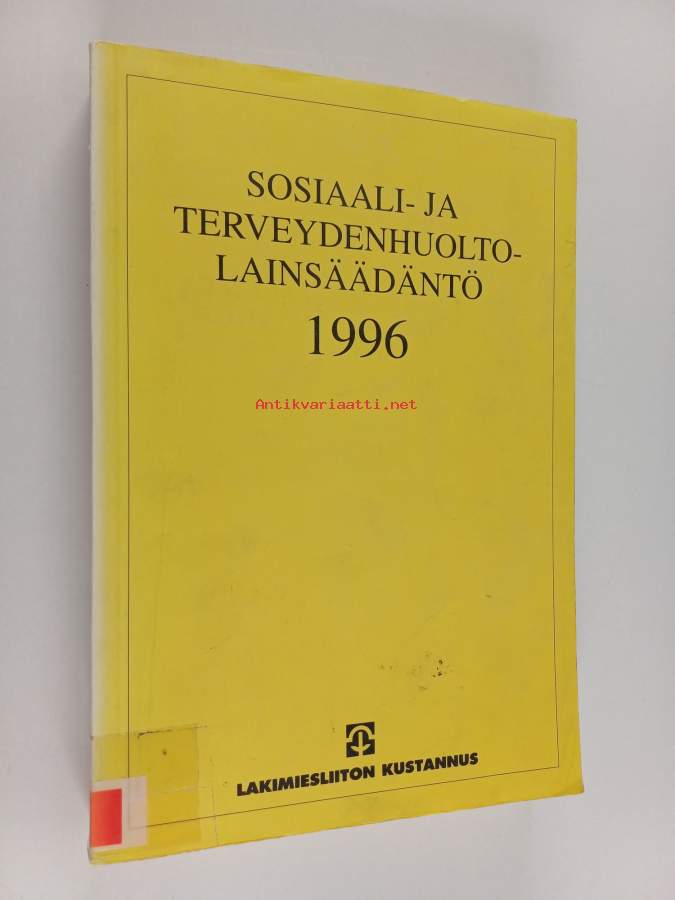 SOSIAALI- JA
TERVEYDENHUOLTO-
LAINSÄÄDÄNTÖ
1996
Antikvariaatti.net
LAKIMIESLIITON KUSTANNUS